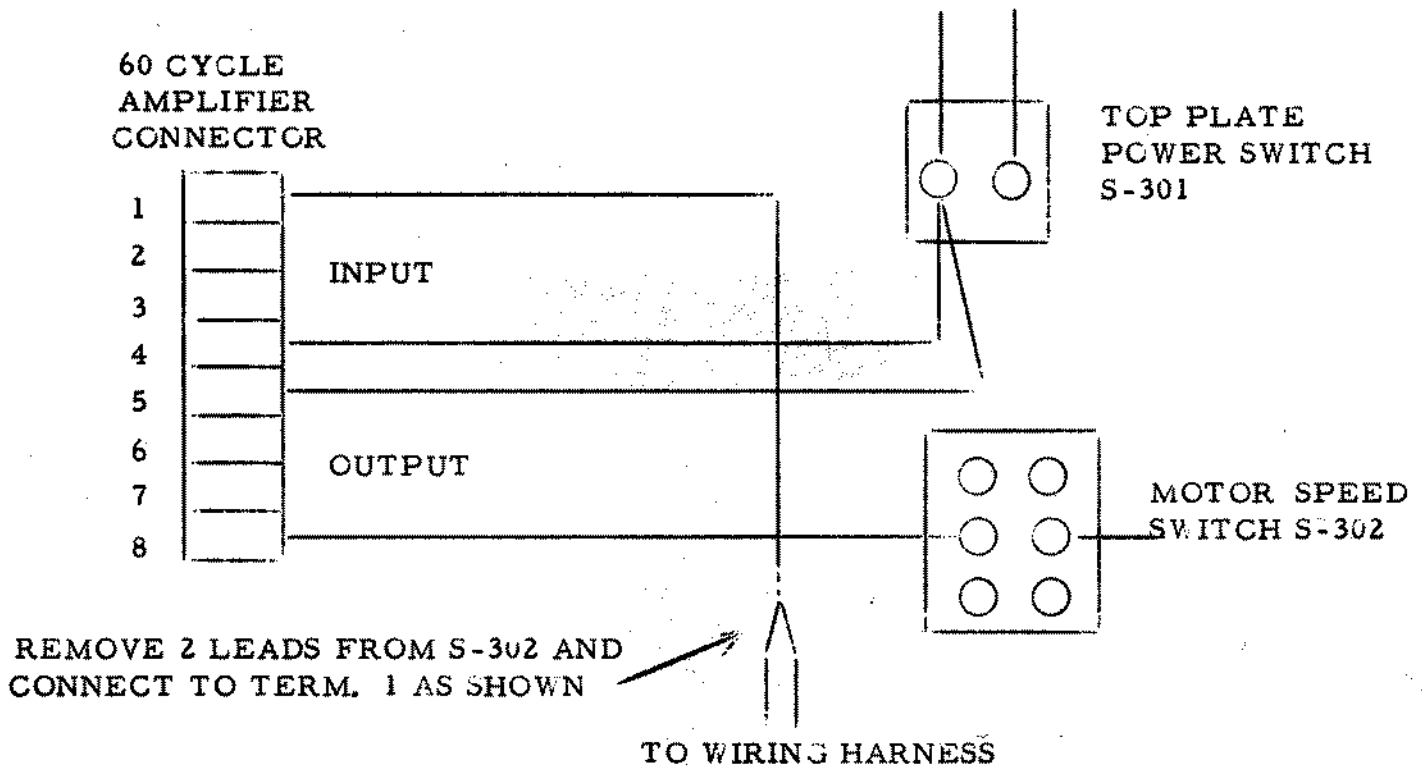 60 CYCLE
AMPLIFIER
CONNECTOR
1
2
3
4
5
6
7
8
INPUT
OUTPUT
TOP PLATE
POWER SWITCH
S-301
MOTOR SPEED
SWITCH S-302
REMOVE 2 LEADS FROM S-302 AND
CONNECT TO TERM. 1 AS SHOWN
TO WIRING HARNESS